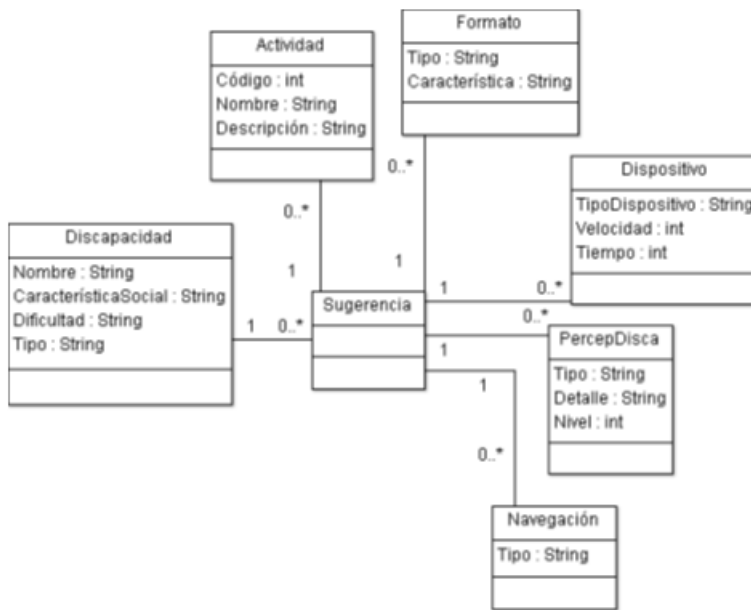 Actividad
Código : int
Nombre : String
Descripción : String
0..*
1
Formato
Tipo : String
Característica : String
0..*
1
Dispositivo
TipoDispositivo : String
Velocidad : int
Tiempo : int
1
0..*
Discapacidad
Nombre : String
CaracterísticaSocial : String
Dificultad : String
Tipo : String
1
0..*
Sugerencia
0..*
1
PercepDisca
Tipo : String
Detalle : String
Nivel : int
1
0..*
Navegación
Tipo : String